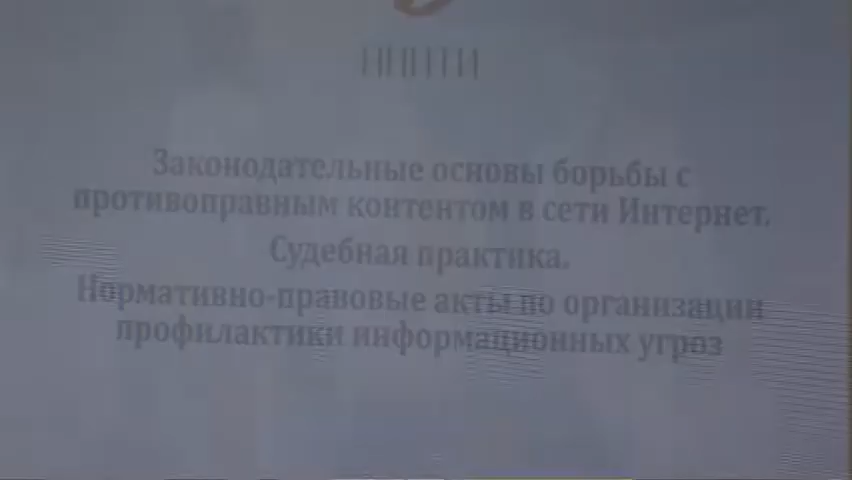 Законодательные основы борьбы с
противоправным контентом в сети Интернет.
Судебная практика.
Нормативно-правовые акты по организации
профилактики информационных угроз